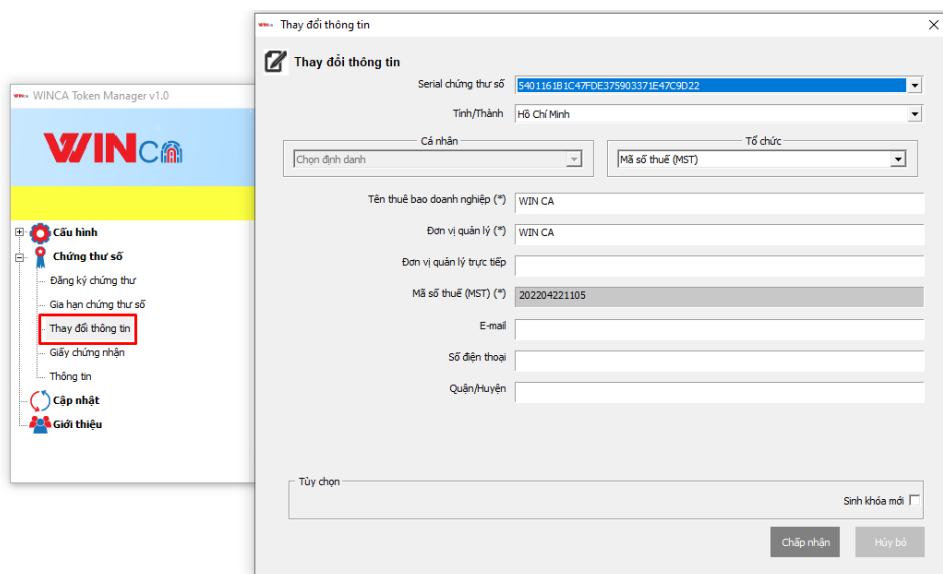 Thay đổi thông tin
Thay đổi thông tin
Serial chứng thư số
5401161B1C47FDE375903371E47C9D22
Tỉnh/Thành
Hồ Chí Minh
Cá nhân
Chọn định danh
Tổ chức
Mã số thuế (MST)
Tên thuê bao doanh nghiệp (*)
WIN CA
Đơn vị quản lý (*)
WIN CA
Đơn vị quản lý trực tiếp
Mã số thuế (MST) (*)
202204221105
E-mail
Số điện thoại
Quận/Huyện
Tùy chọn
Sinh khóa mới
Chấp nhận
Hủy bỏ
WINCA Token Manager v1.0
WINCA
Cấu hình
Chứng thư số
Đăng ký chứng thư
Gia hạn chứng thư số
Thay đổi thông tin
Giấy chứng nhận
Thông tin
Cập nhật
Giới thiệu